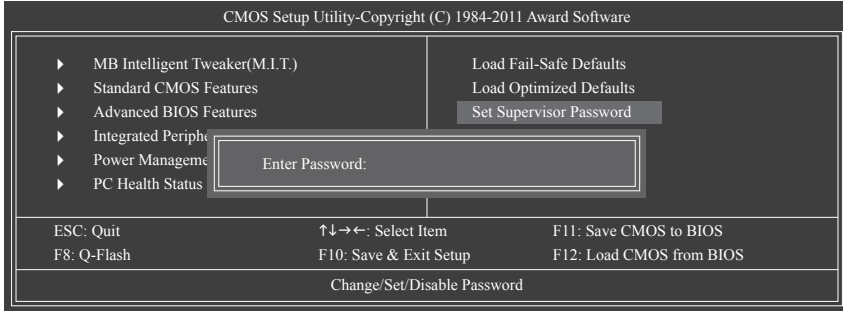 CMOS Setup Utility-Copyright (C) 1984-2011 Award Software
MB Intelligent Tweaker(M.I.T.)
Standard CMOS Features
Advanced BIOS Features
Integrated Periphe
Power Manageme
PC Health Status
Load Fail-Safe Defaults
Load Optimized Defaults
Set Supervisor Password
Enter Password:
ESC: Quit ↑↓→←: Select Item F11: Save CMOS to BIOS
F8: Q-Flash F10: Save & Exit Setup F12: Load CMOS from BIOS
Change/Set/Disable Password